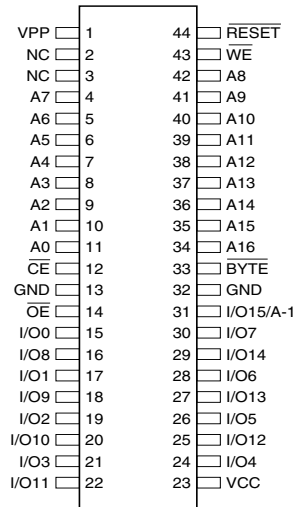 VPP 1 44 RESET
NC 2 43 WE
NC 3 42 A8
A7 4 41 A9
A6 5 40 A10
A5 6 39 A11
A4 7 38 A12
A3 8 37 A13
A2 9 36 A14
A1 10 35 A15
A0 11 34 A16
CE 12 33 BYTE
GND 13 32 GND
OE 14 31 I/O15/A-1
I/O0 15 30 I/O7
I/O8 16 29 I/O14
I/O1 17 28 I/O6
I/O9 18 27 I/O13
I/O2 19 26 I/O5
I/O10 20 25 I/O12
I/O3 21 24 I/O4
I/O11 22 23 VCC